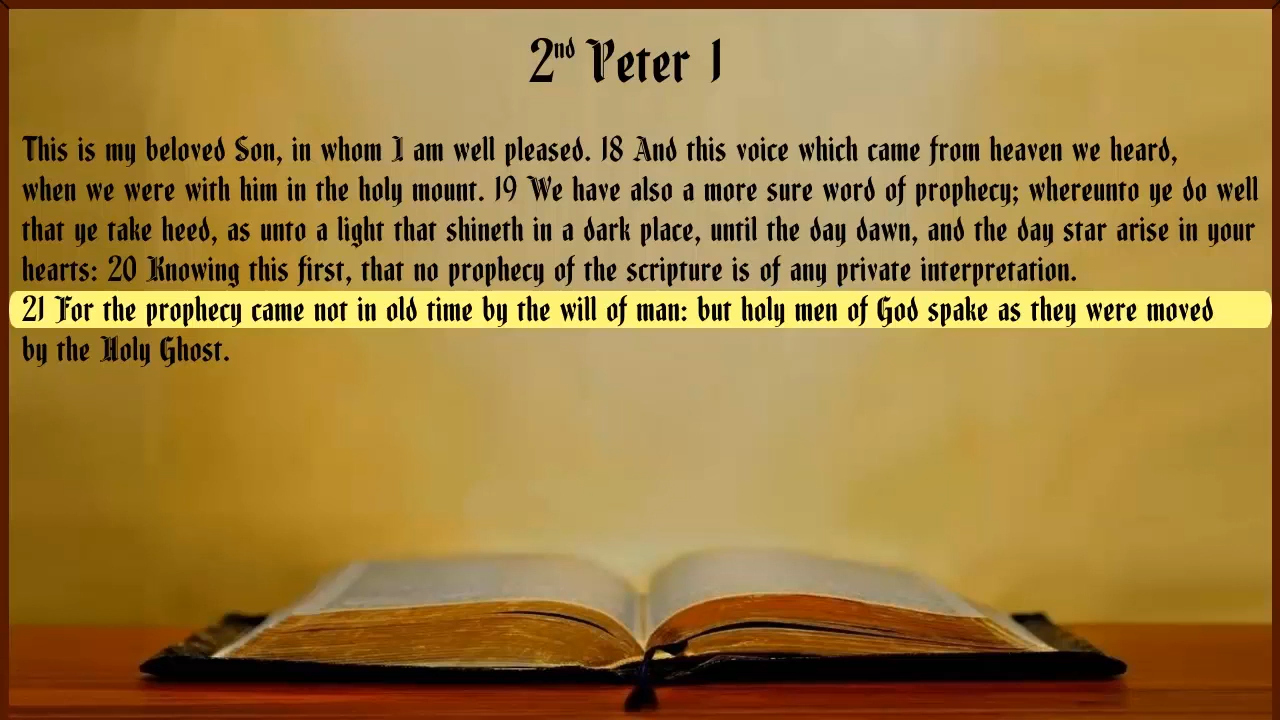 2nd Peter 1
This is my beloved Son, in whom I am well pleased. 18 And this voice which came from heaven we heard,
when we were with him in the holy mount. 19 We have also a more sure word of prophecy; whereunto ye do well
that ye take heed, as unto a light that shineth in a dark place, until the day dawn, and the day star arise in your
hearts: 20 Knowing this first, that no prophecy of the scripture is of any private interpretation.
21 For the prophecy came not in old time by the will of man: but holy men of God spake as they were moved
by the Holy Ghost.